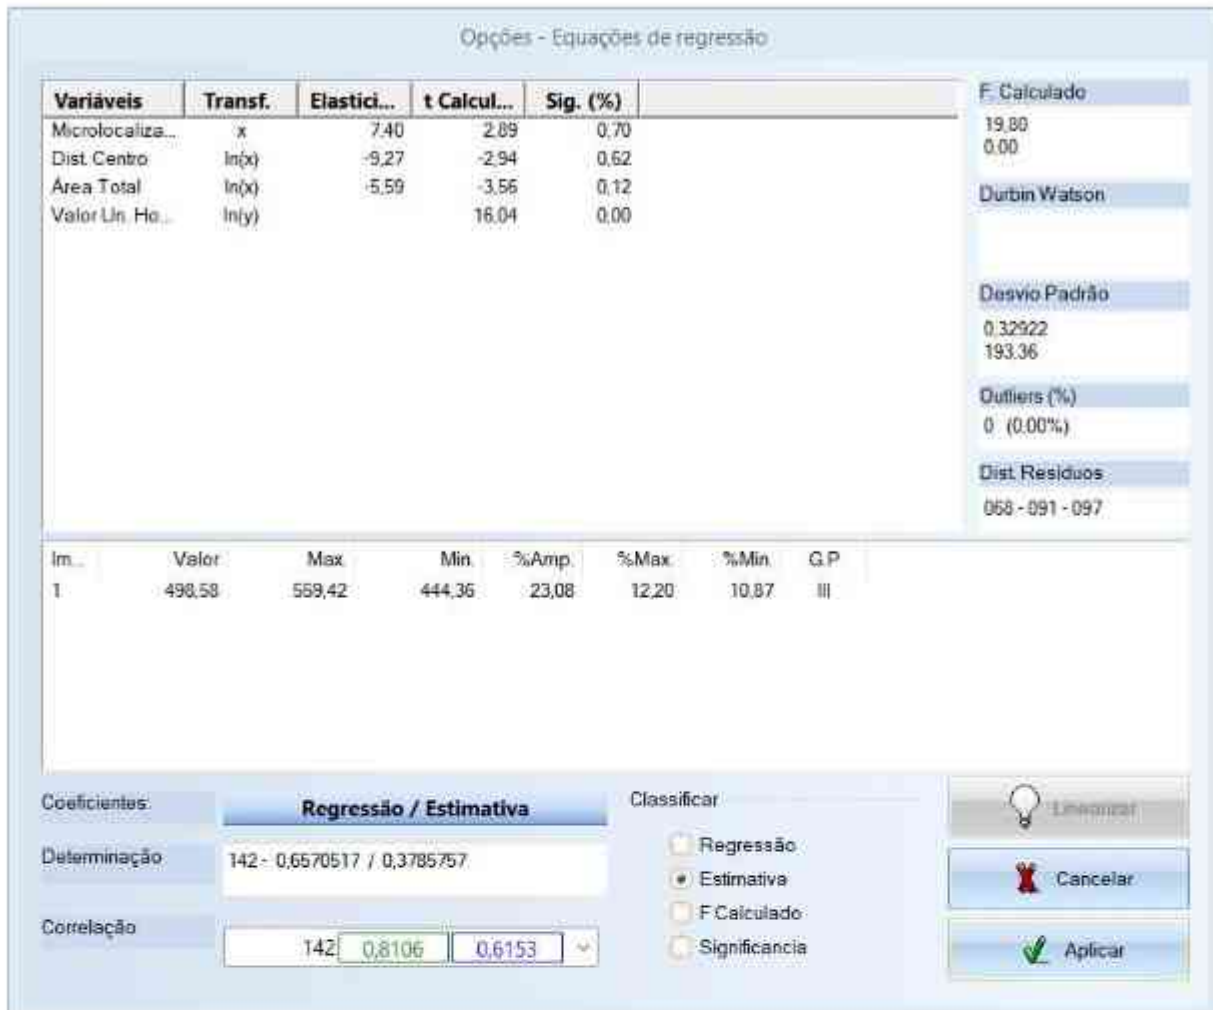 Opções - Equações de regressão
Variáveis Transf. Elastici... t Calcul... Sig. (%)
Microlocaliza... x 7,40 2,89 0,70
Dist. Centro ln(x) -9,27 -2,94 0,62
Área Total ln(x) -5,59 -3,56 0,12
Valor Un. Ho... ln(y) 16,04 0,00
F. Calculado
19,80
0,00
Durbin Watson
Desvio Padrão
0,32922
193,36
Outliers (%)
0 (0,00%)
Dist. Resíduos
068 - 091 - 097
Im... Valor Max. Min. %Amp. %Max. %Min. G.P
1 498,58 559,42 444,36 23,08 12,20 10,87 III
Coeficientes:
Regressão / Estimativa
Determinação
142 - 0,6570517 / 0,3785757
Correlação
142 0,8106 0,6153
Classificar
Regressão
Estimativa
F Calculado
Significancia
Linearizar
Cancelar
Aplicar